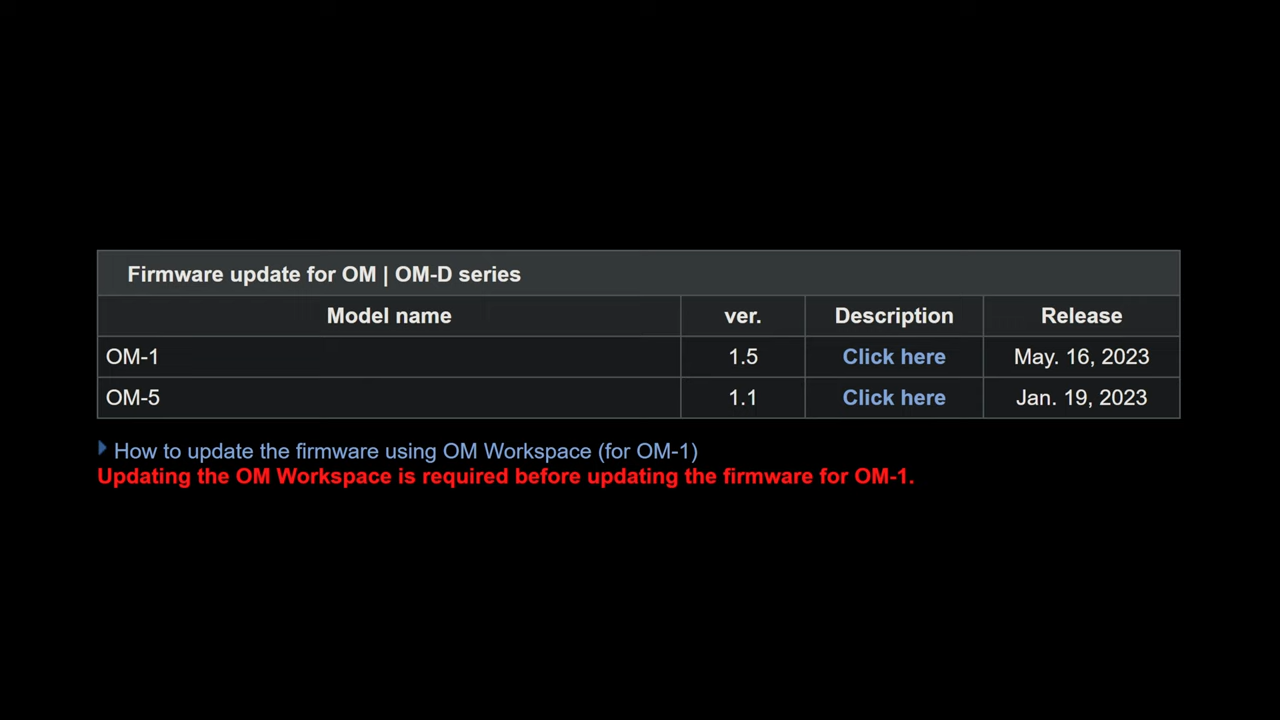 Firmware update for OM | OM-D series
Model name ver. Description Release
OM-1 1.5 Click here May. 16, 2023
OM-5 1.1 Click here Jan. 19, 2023
How to update the firmware using OM Workspace (for OM-1)
Updating the OM Workspace is required before updating the firmware for OM-1.